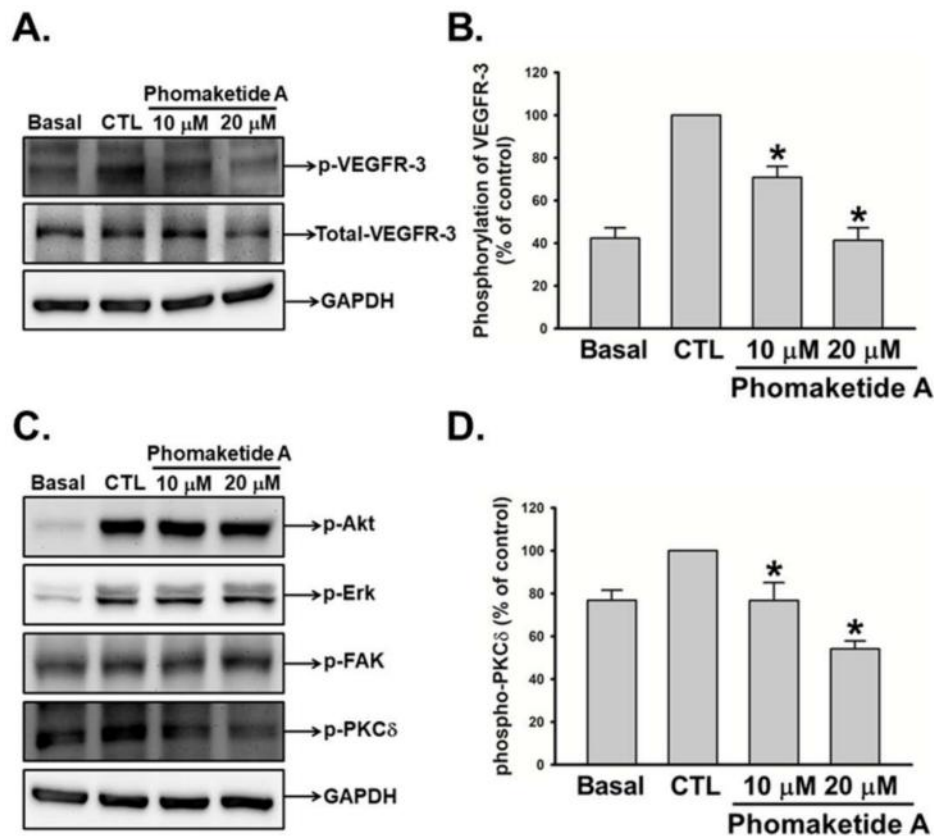 A.
Phomaketide A
Basal CTL 10 μM 20 μM
p-VEGFR-3
Total-VEGFR-3
GAPDH
B.
Phosphorylation of VEGFR-3
(% of control)
120
100
80
60
40
20
0
* *
Basal CTL 10 μM 20 μM
Phomaketide A
C.
Phomaketide A
Basal CTL 10 μM 20 μM
p-Akt
p-Erk
p-FAK
p-PKCδ
GAPDH
D.
phospho-PKCδ (% of control)
120
100
80
60
40
20
0
* *
Basal CTL 10 μM 20 μM
Phomaketide A